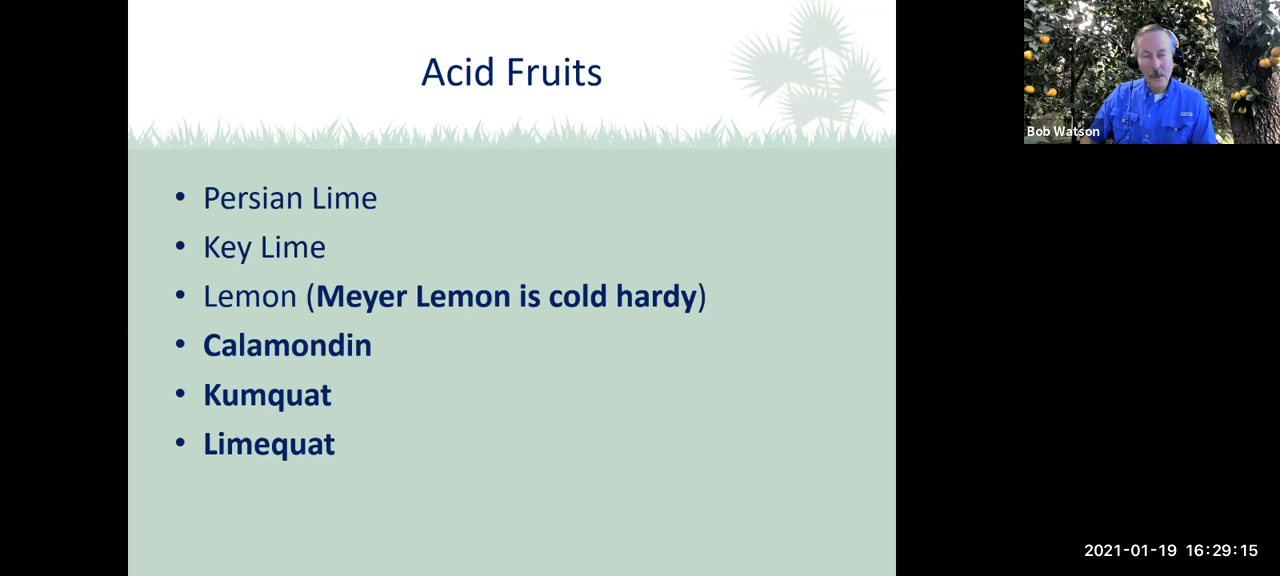 Acid Fruits
• Persian Lime
• Key Lime
• Lemon (Meyer Lemon is cold hardy)
• Calamondin
• Kumquat
• Limequat
Bob Watson
2021-01-19 16:29:15